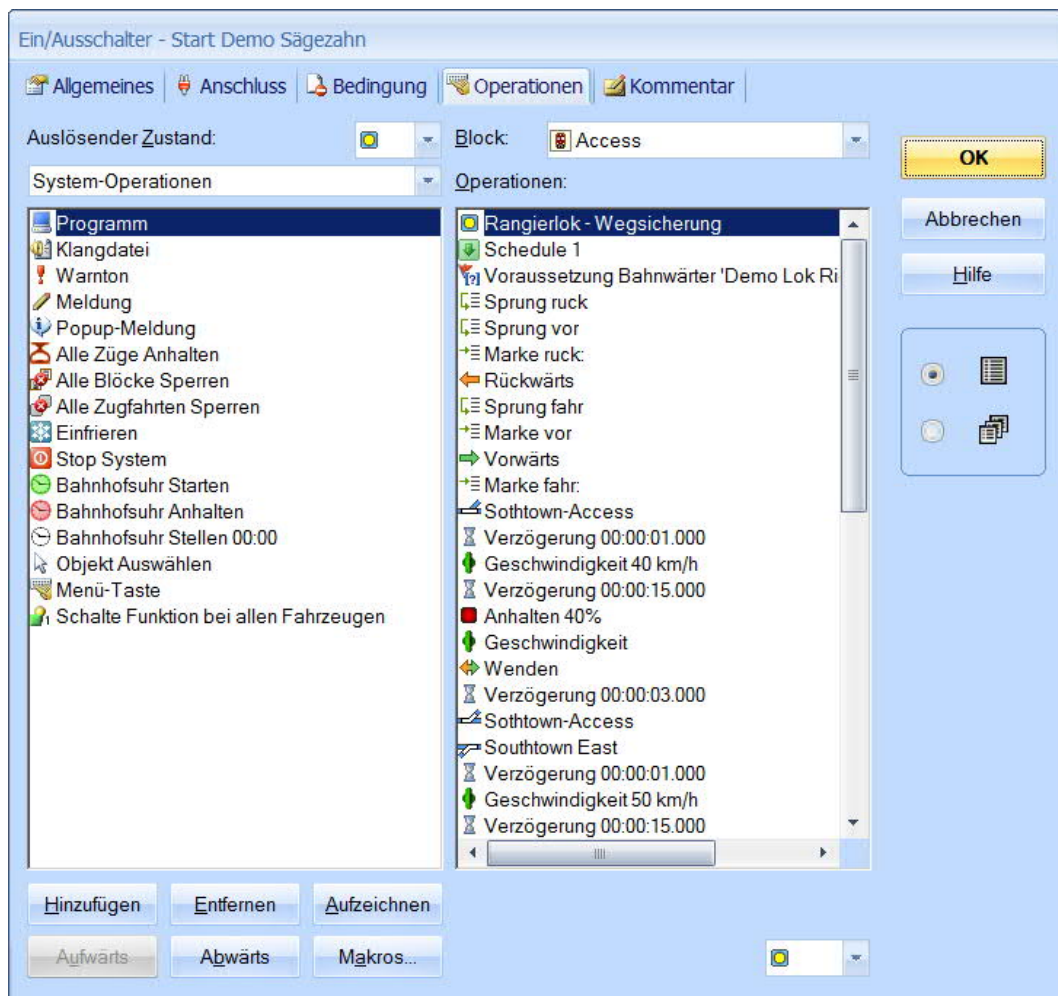 Ein/Ausschalter - Start Demo Sägezahn
Allgemeines
Anschluss
Bedingung
Operationen
Kommentar
Auslösender Zustand:
System-Operationen
Programm
Klangdatei
Warnton
Meldung
Popup-Meldung
Alle Züge Anhalten
Alle Blöcke Sperren
Alle Zugfahrten Sperren
Einfrieren
Stop System
Bahnhofsuhr Starten
Bahnhofsuhr Anhalten
Bahnhofsuhr Stellen 00:00
Objekt Auswählen
Menü-Taste
Schalte Funktion bei allen Fahrzeugen
Block:
Access
Operationen:
Rangierlok - Wegsicherung
Schedule 1
Voraussetzung Bahnwärter 'Demo Lok Ri
Sprung ruck
Sprung vor
Marke ruck:
Rückwärts
Sprung fahr
Marke vor
Vorwärts
Marke fahr:
Sothtown-Access
Verzögerung 00:00:01.000
Geschwindigkeit 40 km/h
Verzögerung 00:00:15.000
Anhalten 40%
Geschwindigkeit
Wenden
Verzögerung 00:00:03.000
Sothtown-Access
Southtown East
Verzögerung 00:00:01.000
Geschwindigkeit 50 km/h
Verzögerung 00:00:15.000
OK
Abbrechen
Hilfe
Hinzufügen
Entfernen
Aufzeichnen
Aufwärts
Abwärts
Makros...